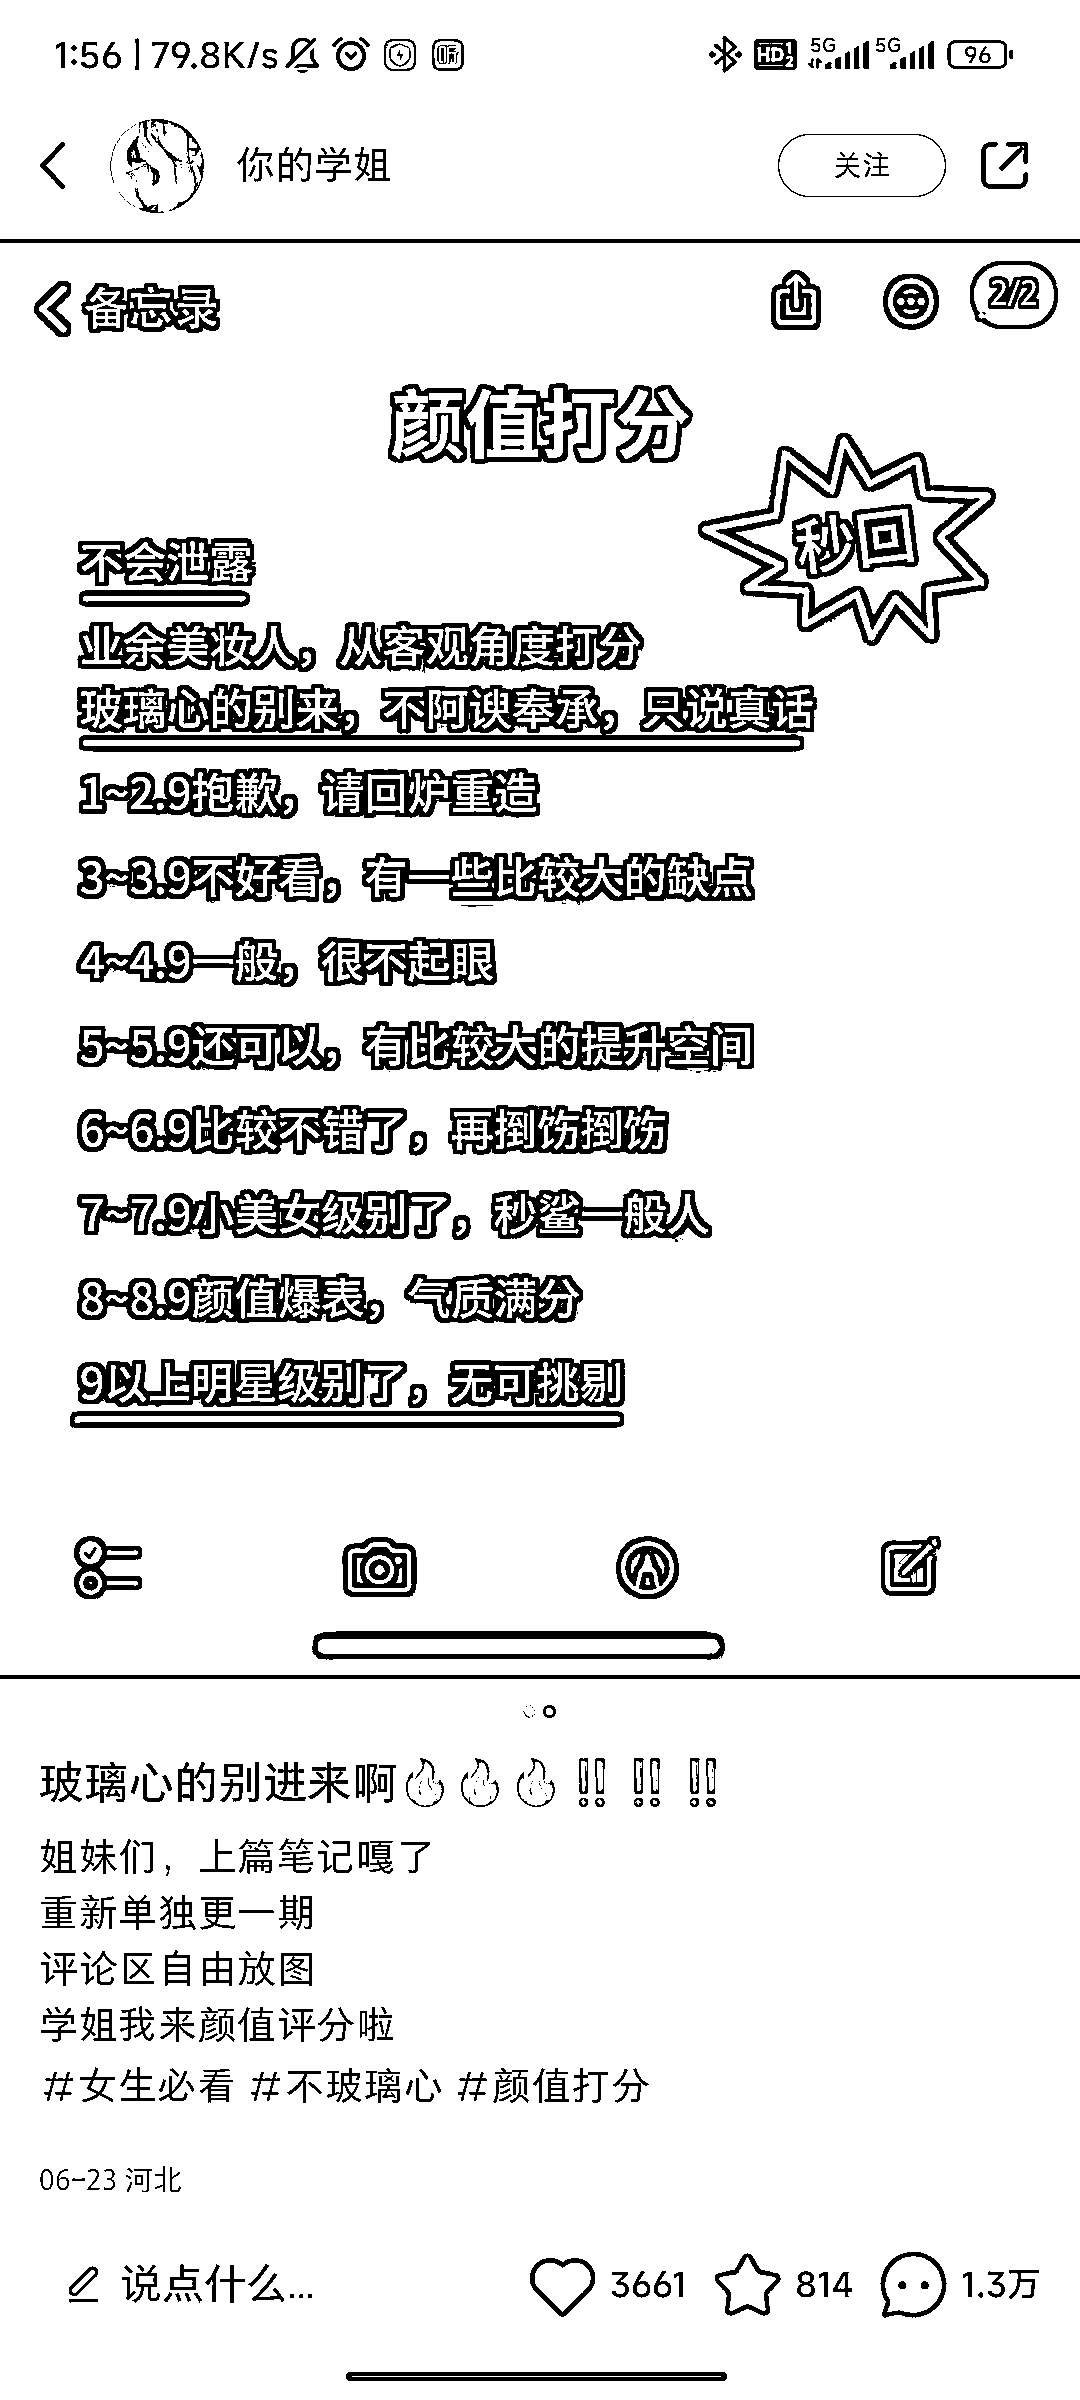 1:56 | 79.8K/s HD 5G 5G 96
你的学姐 关注
备忘录 2/2
颜值打分
秒回
不会泄露
业余美妆人，从客观角度打分
玻璃心的别来，不阿谀奉承，只说真话
1~2.9抱歉，请回炉重造
3~3.9不好看，有一些比较大的缺点
4~4.9一般，很不起眼
5~5.9还可以，有比较大的提升空间
6~6.9比较不错了，再捯饬捯饬
7~7.9小美女级别了，秒鲨一般人
8~8.9颜值爆表，气质满分
9以上明星级别了，无可挑剔
玻璃心的别进来啊🔥🔥🔥‼️‼️‼️
姐妹们，上篇笔记嘎了
重新单独更一期
评论区自由放图
学姐我来颜值评分啦
#女生必看 #不玻璃心 #颜值打分
06-23 河北
说点什么... 3661 814 1.3万